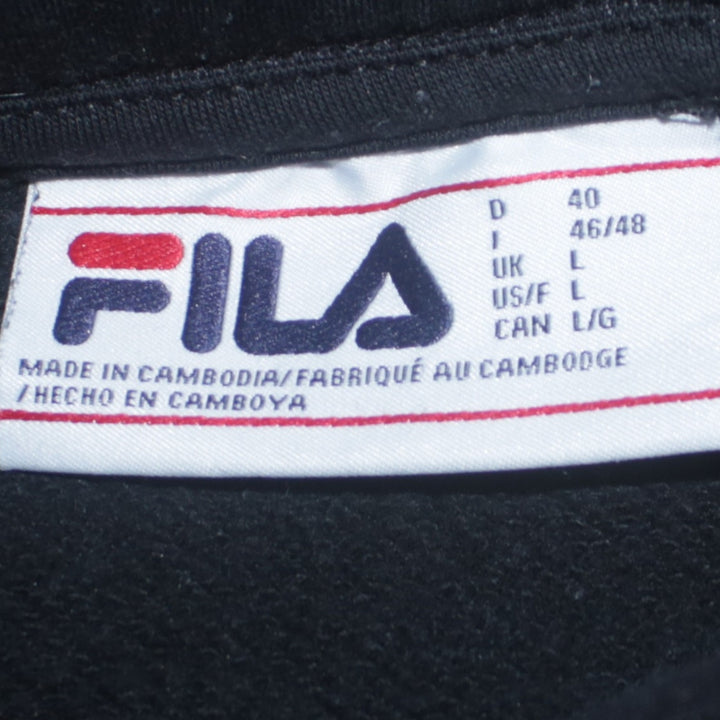 FILA
D 40
I 46/48
UK L
US/F L
CAN L/G
MADE IN CAMBODIA/FABRIQUÉ AU CAMBODGE
/HECHO EN CAMBOYA